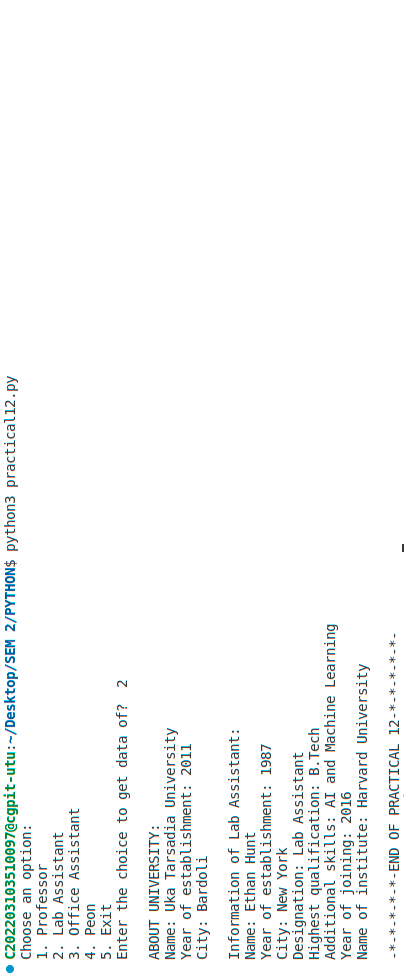 C202203103510097@cgpit-utu:~/Desktop/SEM 2/PYTHON$ python3 practical12.py
Choose an option:
1. Professor
2. Lab Assistant
3. Office Assistant
4. Peon
5. Exit
Enter the choice to get data of?  2
ABOUT UNIVERSITY:
Name: Uka Tarsadia University
Year of establishment: 2011
City: Bardoli
Information of Lab Assistant:
Name: Ethan Hunt
Year of establishment: 1987
City: New York
Designation: Lab Assistant
Highest qualification: B.Tech
Additional skills: AI and Machine Learning
Year of joining: 2016
Name of institute: Harvard University
-*-*-*-*-*-END OF PRACTICAL 12-*-*-*-*-*-